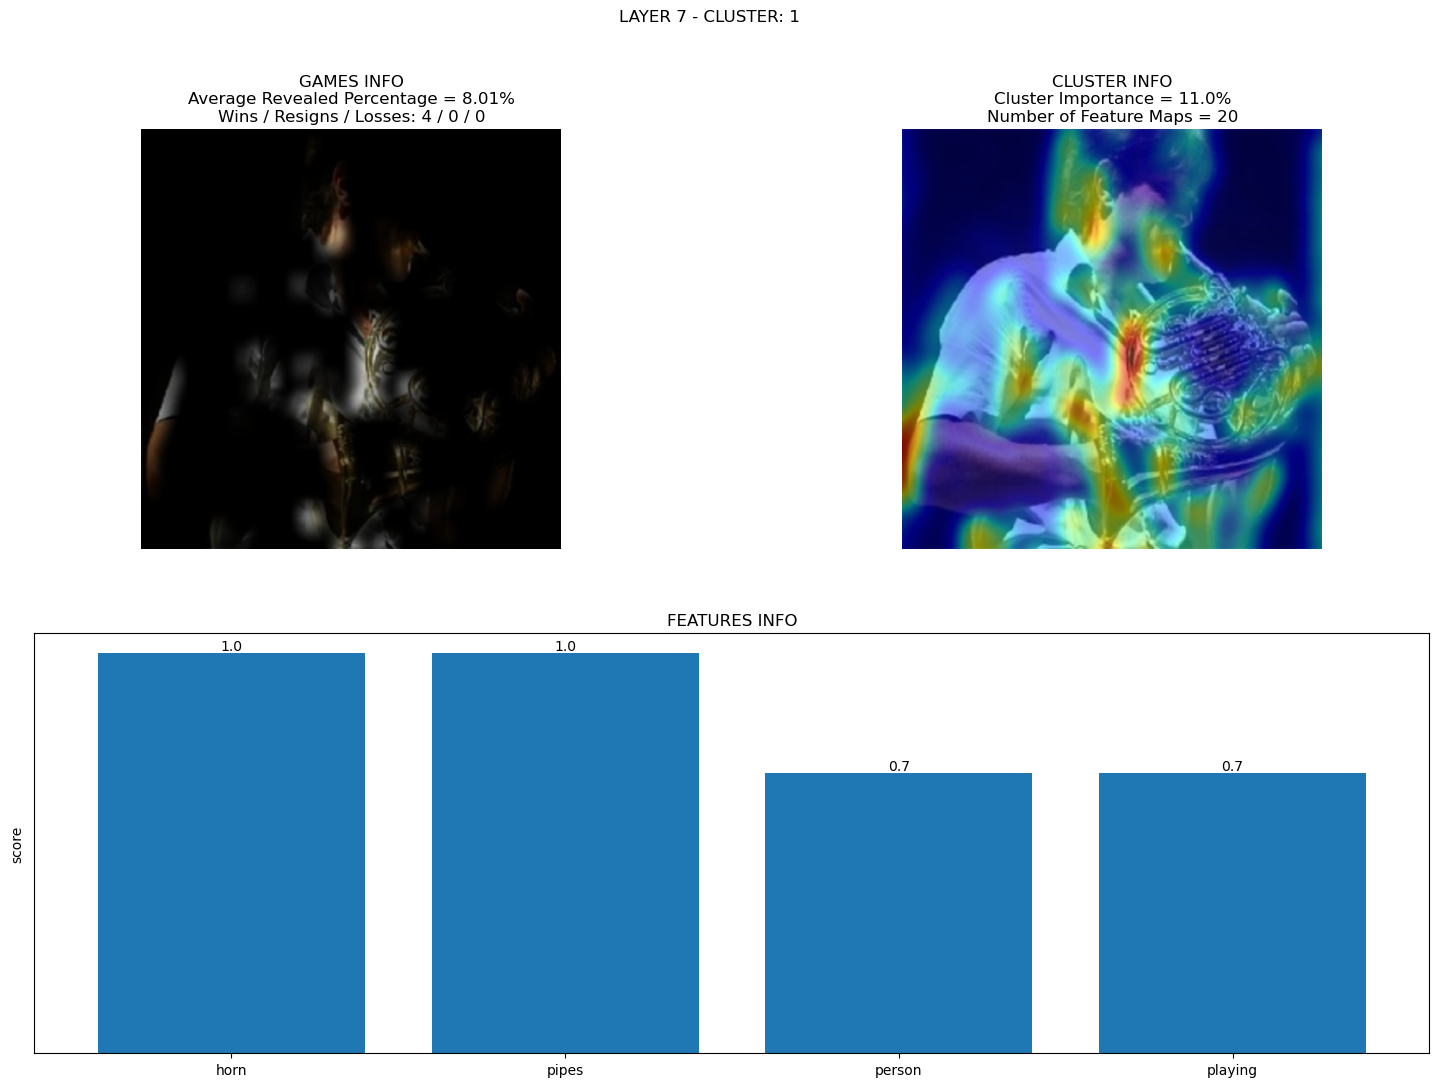 LAYER 7 - CLUSTER: 1
GAMES INFO
Average Revealed Percentage = 8.01%
Wins / Resigns / Losses: 4 / 0 / 0
CLUSTER INFO
Cluster Importance = 11.0%
Number of Feature Maps = 20
FEATURES INFO
1.0
1.0
0.7
0.7
score
horn
pipes
person
playing